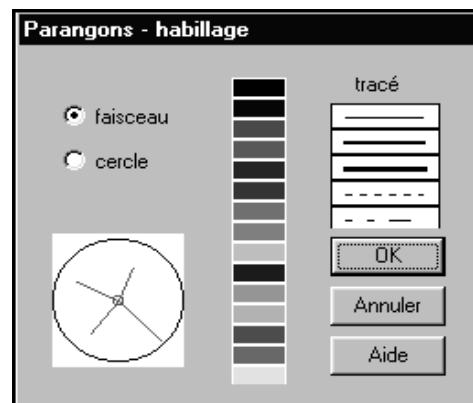 Parangons - habillage
tracé
faisceau
cercle
OK
Annuler
Aide